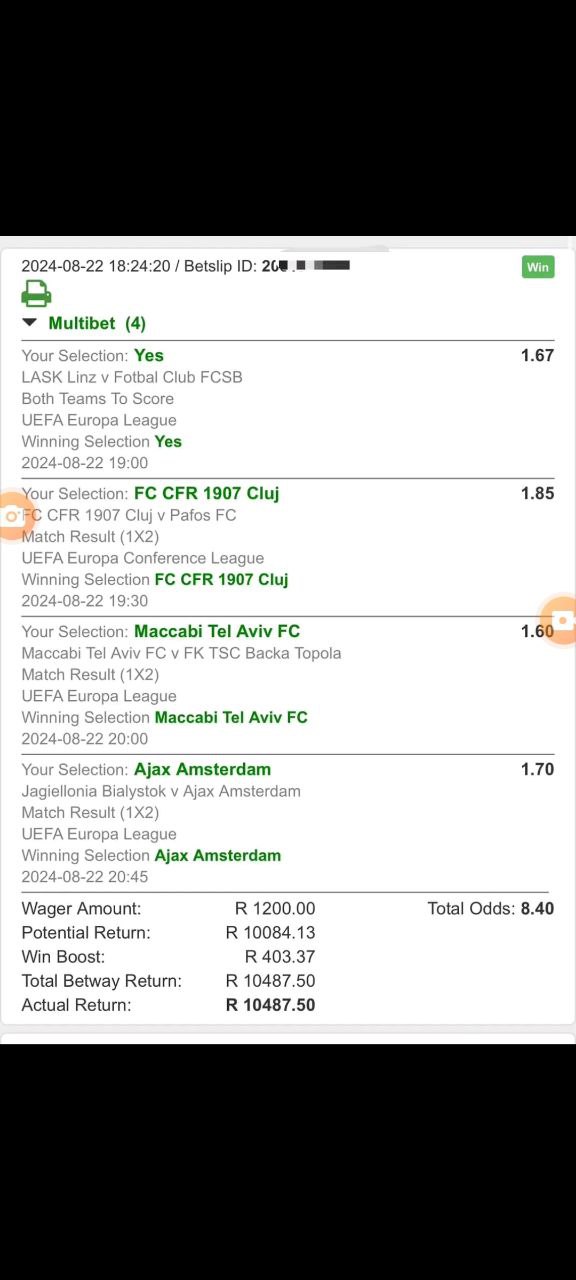 2024-08-22 18:24:20 / Betslip ID: 20
Win
Multibet (4)
Your Selection: Yes 1.67
LASK Linz v Fotbal Club FCSB
Both Teams To Score
UEFA Europa League
Winning Selection Yes
2024-08-22 19:00
Your Selection: FC CFR 1907 Cluj 1.85
FC CFR 1907 Cluj v Pafos FC
Match Result (1X2)
UEFA Europa Conference League
Winning Selection FC CFR 1907 Cluj
2024-08-22 19:30
Your Selection: Maccabi Tel Aviv FC 1.60
Maccabi Tel Aviv FC v FK TSC Backa Topola
Match Result (1X2)
UEFA Europa League
Winning Selection Maccabi Tel Aviv FC
2024-08-22 20:00
Your Selection: Ajax Amsterdam 1.70
Jagiellonia Bialystok v Ajax Amsterdam
Match Result (1X2)
UEFA Europa League
Winning Selection Ajax Amsterdam
2024-08-22 20:45
Wager Amount: R 1200.00 Total Odds: 8.40
Potential Return: R 10084.13
Win Boost: R 403.37
Total Betway Return: R 10487.50
Actual Return: R 10487.50